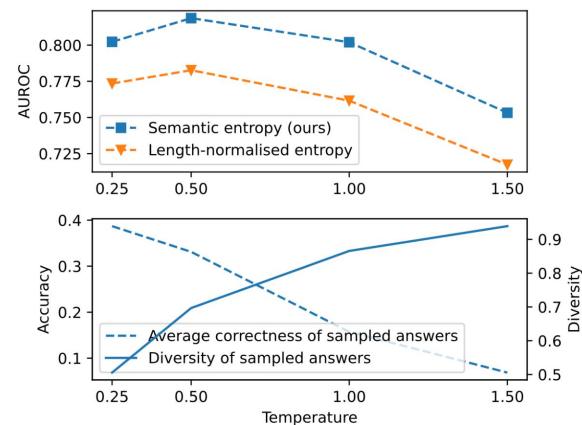 AUROC
0.800
0.775
0.750
0.725
Semantic entropy (ours)
Length-normalised entropy
0.25 0.50 1.00 1.50
Accuracy
0.4
0.3
0.2
0.1
Average correctness of sampled answers
Diversity of sampled answers
0.9
0.8
0.7
0.6
0.5
Diversity
0.25 0.50 1.00 1.50
Temperature